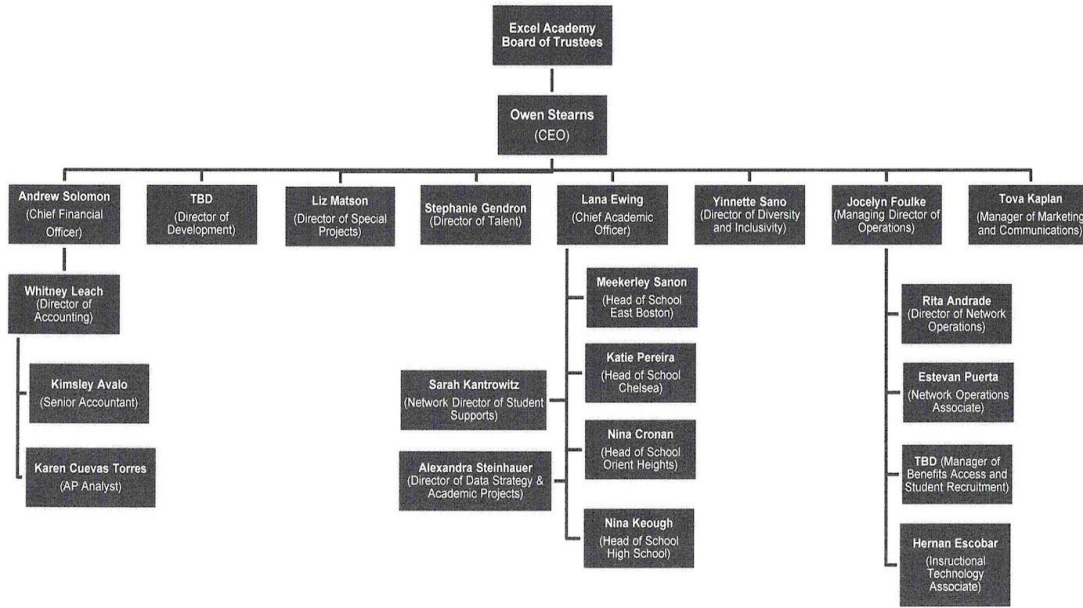 Excel Academy
Board of Trustees
Owen Stearns
(CEO)
Andrew Solomon
(Chief Financial
Officer)
TBD
(Director of
Development)
Liz Matson
(Director of Special
Projects)
Stephanie Gendron
(Director of Talent)
Lana Ewing
(Chief Academic
Officer)
Yinnette Sano
(Director of Diversity
and Inclusivity)
Jocelyn Foulke
(Managing Director of
Operations)
Tova Kaplan
(Manager of Marketing
and Communications)
Whitney Leach
(Director of
Accounting)
Kimsley Avalo
(Senior Accountant)
Karen Cuevas Torres
(AP Analyst)
Meekerley Sanon
(Head of School
East Boston)
Katie Pereira
(Head of School
Chelsea)
Sarah Kantrowitz
(Network Director of Student
Supports)
Nina Cronan
(Head of School
Orient Heights)
Alexandra Steinhauer
(Director of Data Strategy &
Academic Projects)
Nina Keough
(Head of School
High School)
Rita Andrade
(Director of Network
Operations)
Estevan Puerta
(Network Operations
Associate)
TBD (Manager of
Benefits Access and
Student Recruitment)
Hernan Escobar
(Insructional
Technology
Associate)